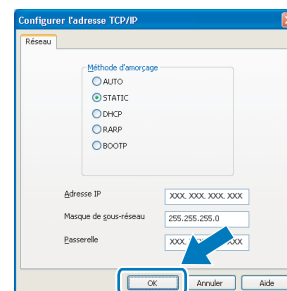 Configurer l'adresse TCP/IP
Réseau
Méthode d'amorçage
AUTO
STATIC
DHCP
RARP
BOOTP
Adresse IP XXX. XXX. XXX. XXX
Masque de sous-réseau 255.255.255.0
Passerelle XXX. XXX
OK Annuler Aide